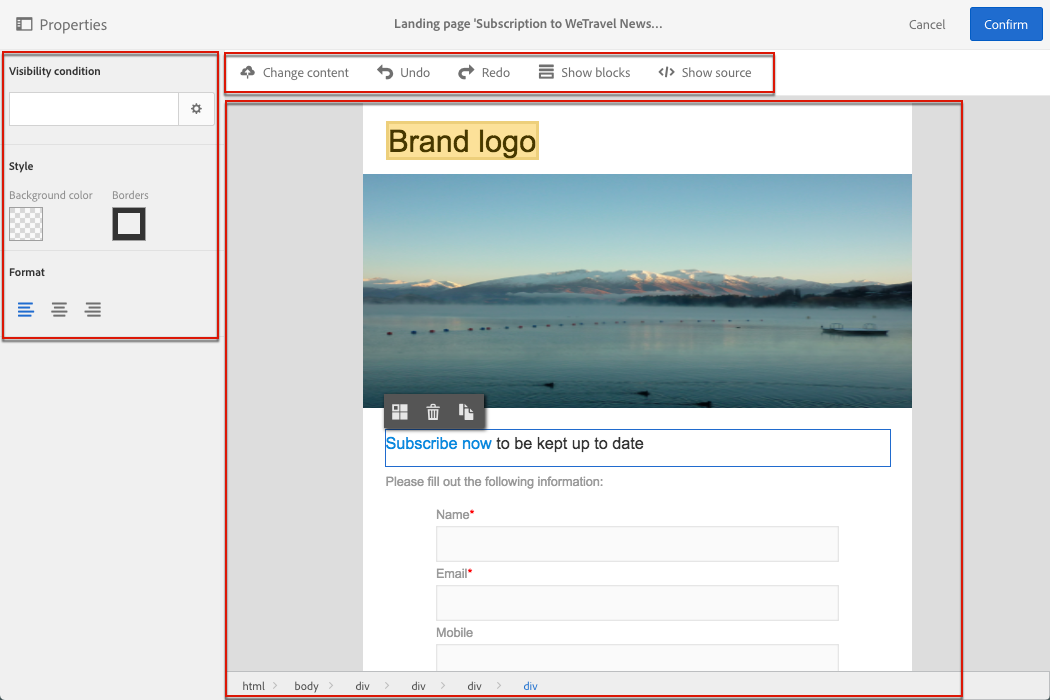 Properties
Landing page 'Subscription to WeTravel News...
Cancel
Confirm
Visibility condition
Style
Background color
Borders
Format
Change content
Undo
Redo
Show blocks
Show source
Brand logo
Subscribe now to be kept up to date
Please fill out the following information:
Name*
Email*
Mobile
html > body > div > div > div > div